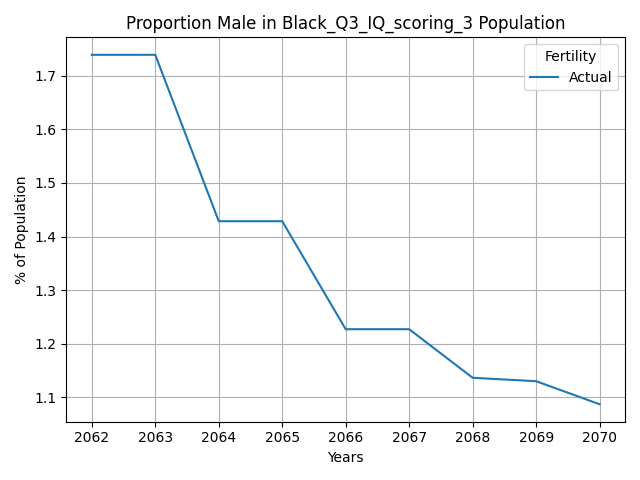 Proportion Male in Black_Q3_IQ_scoring_3 Population
Fertility
Actual
% of Population
1.7
1.6
1.5
1.4
1.3
1.2
1.1
2062 2063 2064 2065 2066 2067 2068 2069 2070
Years